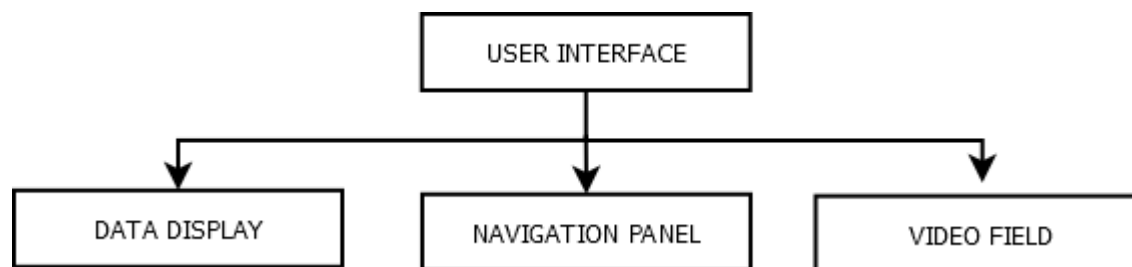 USER INTERFACE
DATA DISPLAY
NAVIGATION PANEL
VIDEO FIELD